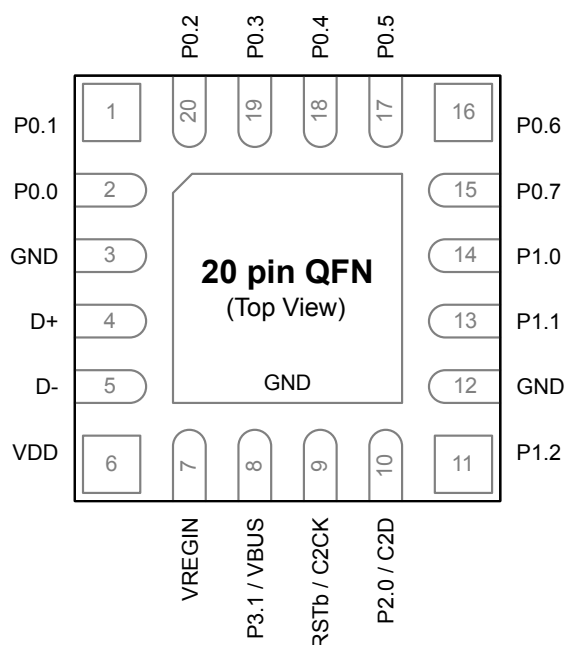 P0.2
P0.3
P0.4
P0.5
1
20
19
18
17
16
P0.1
P0.6
P0.0
2
15
P0.7
GND
3
14
P1.0
20 pin QFN
(Top View)
D+
4
13
P1.1
D-
5
GND
12
GND
VDD
6
7
8
9
10
11
P1.2
VREGIN
P3.1 / VBUS
RSTb / C2CK
P2.0 / C2D